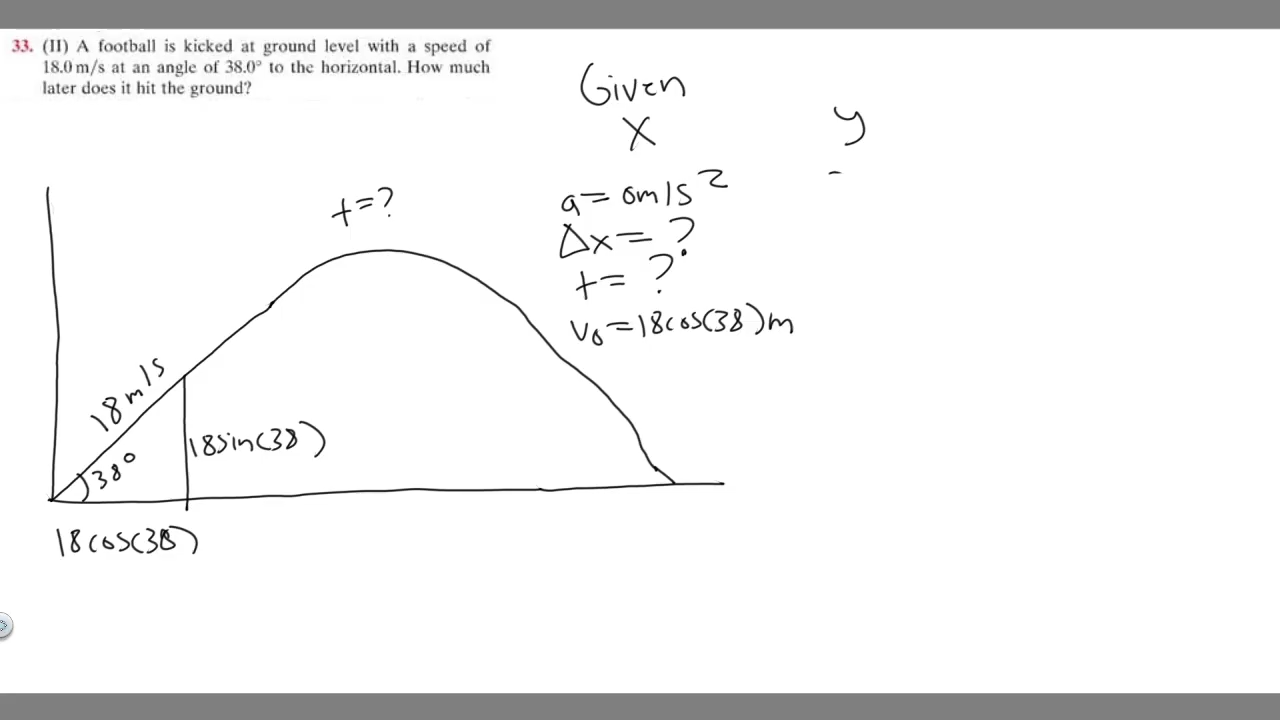 33. (II) A football is kicked at ground level with a speed of
18.0 m/s at an angle of 38.0° to the horizontal. How much
later does it hit the ground?
Given
X
y
a = 0m/s²
Δx = ?
t = ?
v₀ = 18cos(38)m
t = ?
18 m/s
38°
18sin(38)
18cos(38)